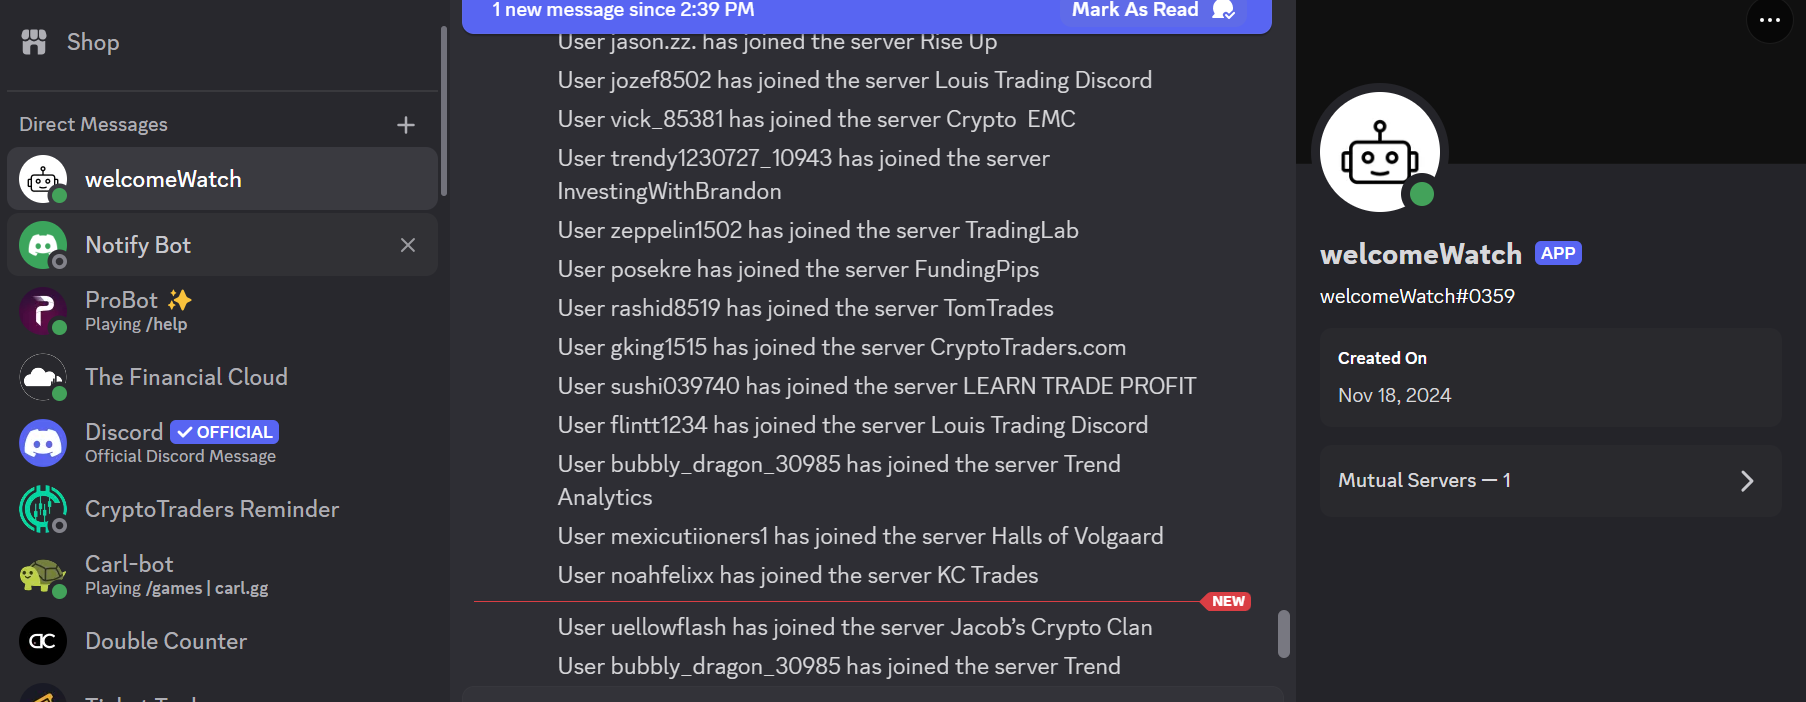 Shop
Direct Messages
welcomeWatch
Notify Bot
ProBot ✨
Playing /help
The Financial Cloud
Discord OFFICIAL
Official Discord Message
CryptoTraders Reminder
Carl-bot
Playing /games | carl.gg
Double Counter
1 new message since 2:39 PM Mark As Read
User jason.zz. has joined the server Rise Up
User jozef8502 has joined the server Louis Trading Discord
User vick_85381 has joined the server Crypto EMC
User trendy1230727_10943 has joined the server
InvestingWithBrandon
User zeppelin1502 has joined the server TradingLab
User posekre has joined the server FundingPips
User rashid8519 has joined the server TomTrades
User gking1515 has joined the server CryptoTraders.com
User sushi039740 has joined the server LEARN TRADE PROFIT
User flintt1234 has joined the server Louis Trading Discord
User bubbly_dragon_30985 has joined the server Trend
Analytics
User mexicutiioners1 has joined the server Halls of Volgaard
User noahfelixx has joined the server KC Trades
NEW
User uellowflash has joined the server Jacob’s Crypto Clan
User bubbly_dragon_30985 has joined the server Trend
welcomeWatch APP
welcomeWatch#0359
Created On
Nov 18, 2024
Mutual Servers — 1